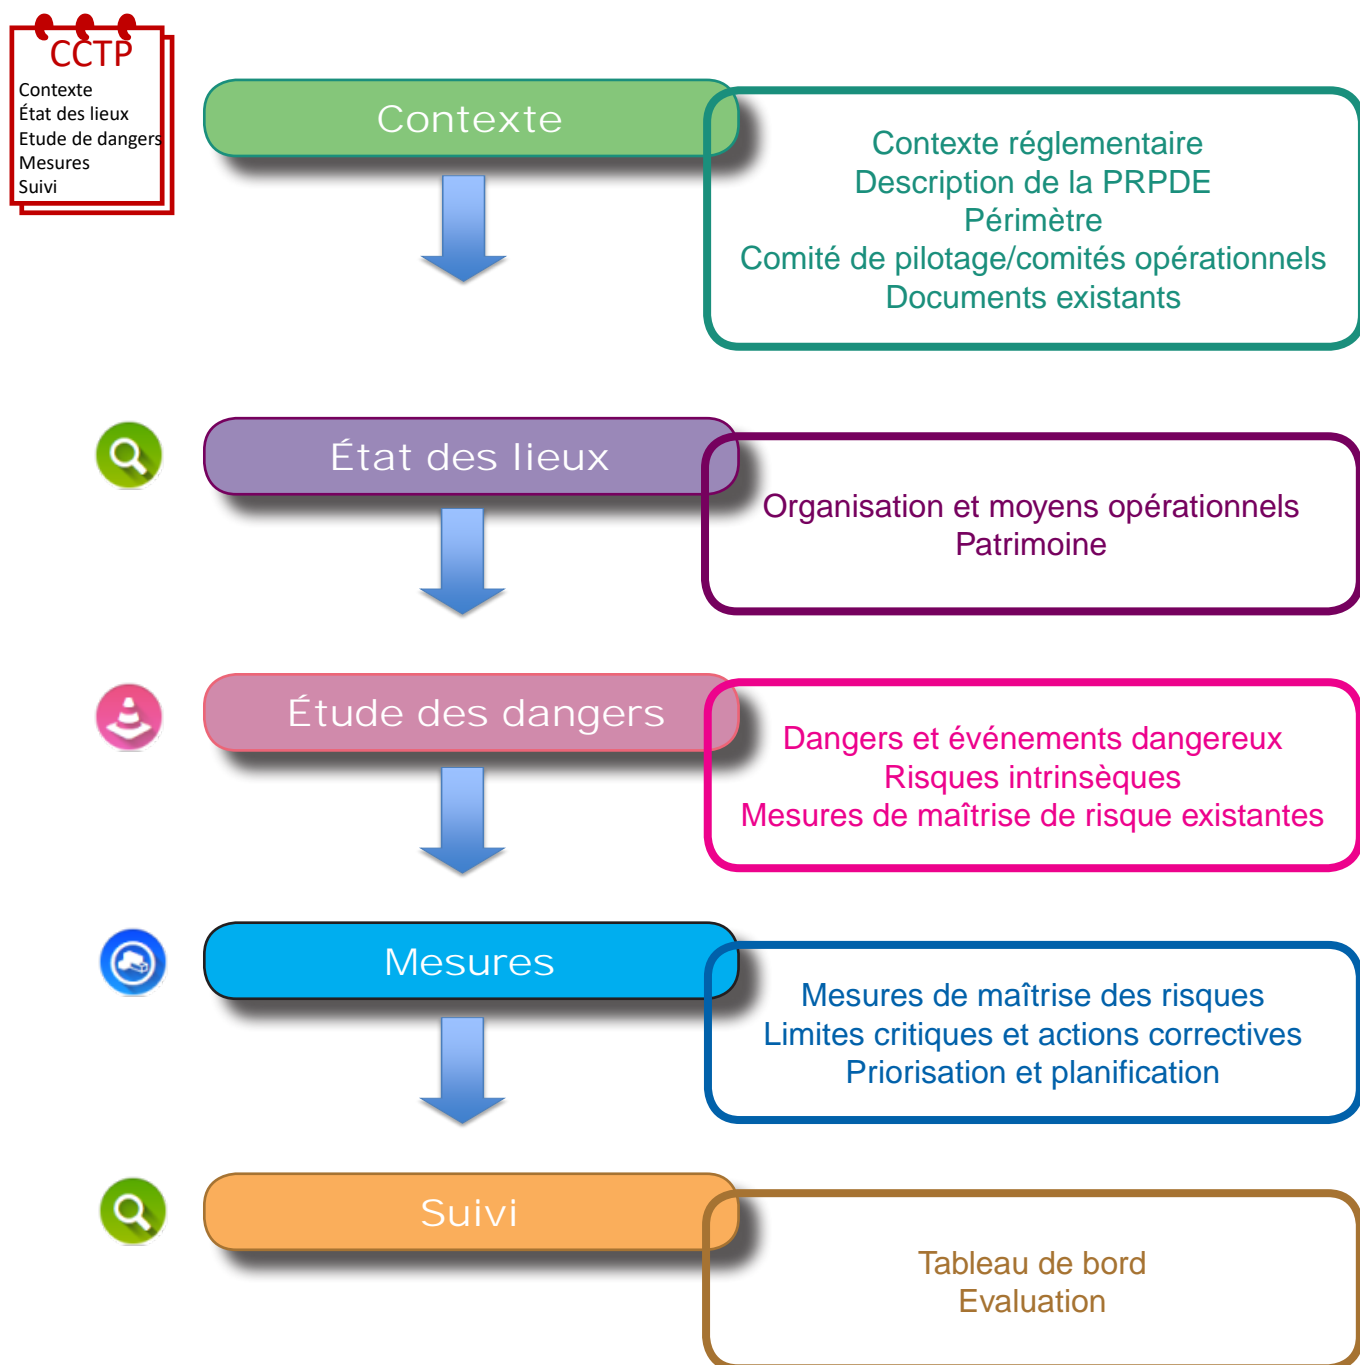 CCTP
Contexte
État des lieux
Etude de dangers
Mesures
Suivi
Contexte
Contexte réglementaire
Description de la PRPDE
Périmètre
Comité de pilotage/comités opérationnels
Documents existants
État des lieux
Organisation et moyens opérationnels
Patrimoine
Étude des dangers
Dangers et événements dangereux
Risques intrinsèques
Mesures de maîtrise de risque existantes
Mesures
Mesures de maîtrise des risques
Limites critiques et actions correctives
Priorisation et planification
Suivi
Tableau de bord
Evaluation